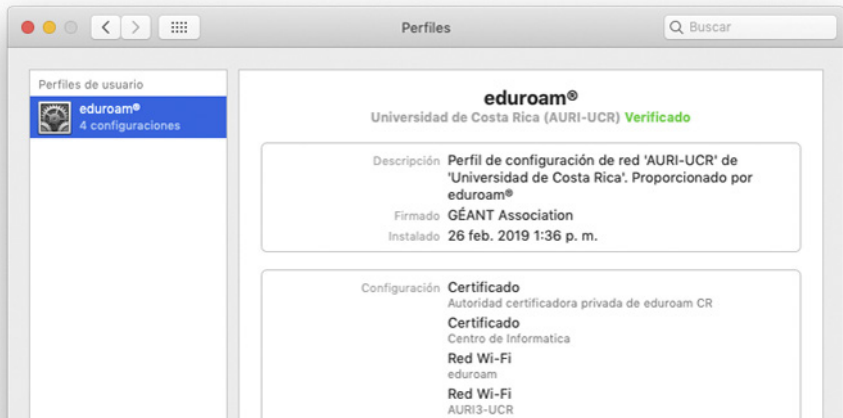 Perfiles
Buscar
Perfiles de usuario
eduroam®
4 configuraciones
eduroam®
Universidad de Costa Rica (AURI-UCR) Verificado
Descripción Perfil de configuración de red 'AURI-UCR' de
'Universidad de Costa Rica'. Proporcionado por
eduroam®
Firmado GÉANT Association
Instalado 26 feb. 2019 1:36 p. m.
Configuración Certificado
Autoridad certificadora privada de eduroam CR
Certificado
Centro de Informatica
Red Wi-Fi
eduroam
Red Wi-Fi
AURI3-UCR